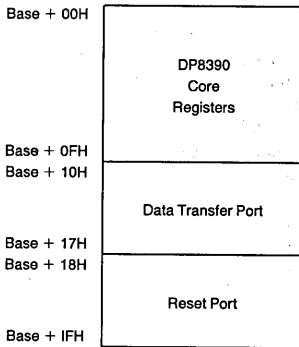 Base + 00H
DP8390
Core
Registers
Base + 0FH
Base + 10H
Data Transfer Port
Base + 17H
Base + 18H
Reset Port
Base + IFH